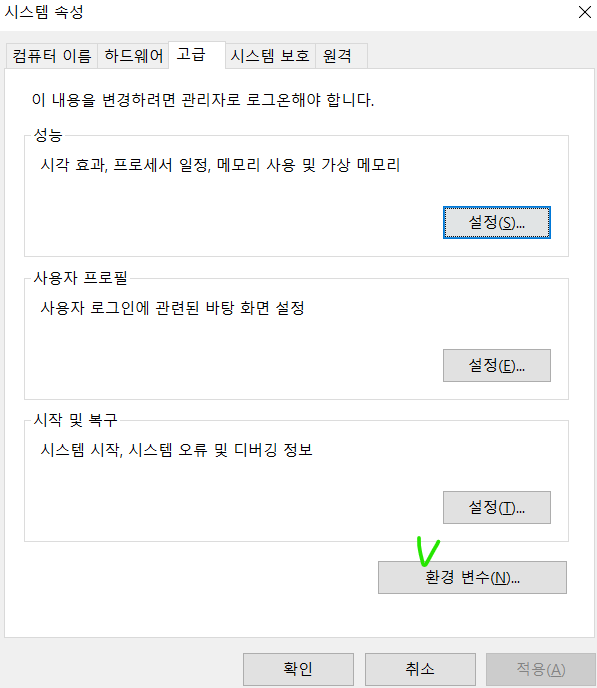 시스템 속성
컴퓨터 이름 하드웨어 고급 시스템 보호 원격
이 내용을 변경하려면 관리자로 로그온해야 합니다.
성능
시각 효과, 프로세서 일정, 메모리 사용 및 가상 메모리
설정(S)...
사용자 프로필
사용자 로그인에 관련된 바탕 화면 설정
설정(E)...
시작 및 복구
시스템 시작, 시스템 오류 및 디버깅 정보
설정(T)...
환경 변수(N)...
확인 취소 적용(A)